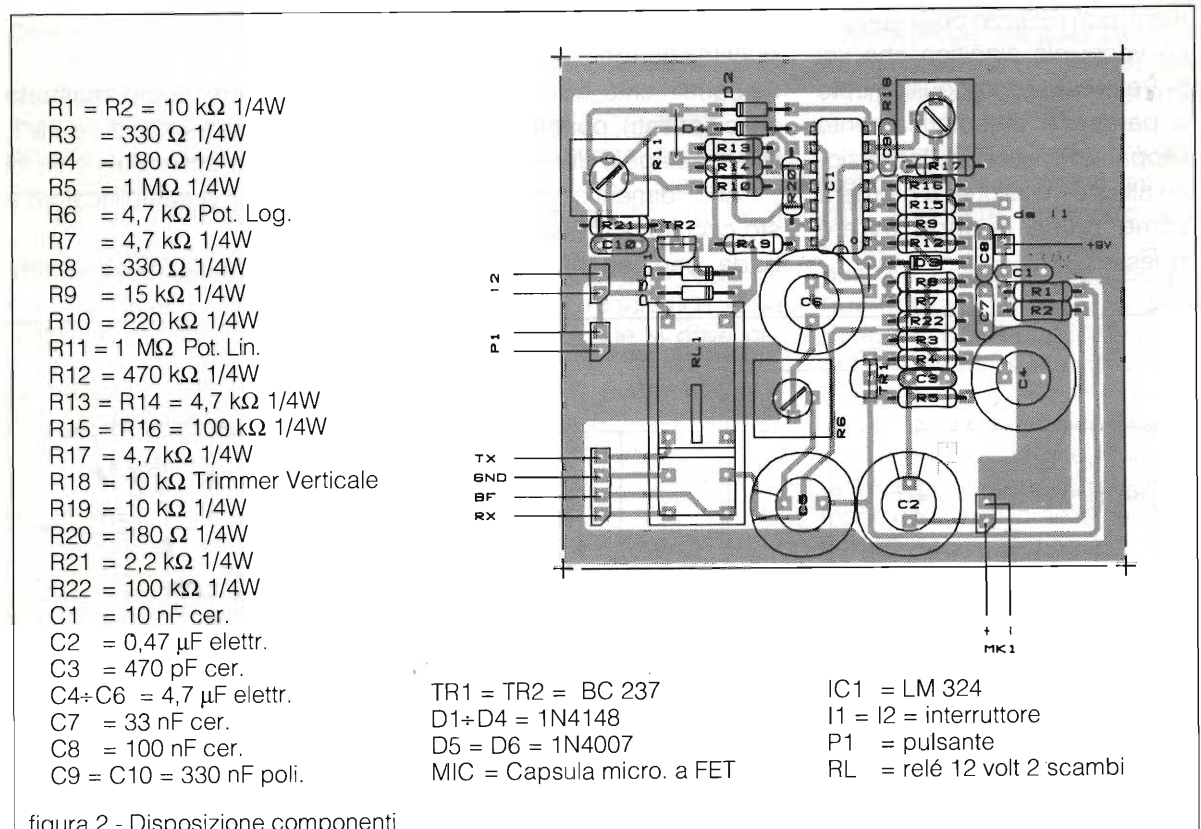 R1 = R2 = 10 kΩ 1/4W
R3 = 330 Ω 1/4W
R4 = 180 Ω 1/4W
R5 = 1 MΩ 1/4W
R6 = 4,7 kΩ Pot. Log.
R7 = 4,7 kΩ 1/4W
R8 = 330 Ω 1/4W
R9 = 15 kΩ 1/4W
R10 = 220 kΩ 1/4W
R11 = 1 MΩ Pot. Lin.
R12 = 470 kΩ 1/4W
R13 = R14 = 4,7 kΩ 1/4W
R15 = R16 = 100 kΩ 1/4W
R17 = 4,7 kΩ 1/4W
R18 = 10 kΩ Trimmer Verticale
R19 = 10 kΩ 1/4W
R20 = 180 Ω 1/4W
R21 = 2,2 kΩ 1/4W
R22 = 100 kΩ 1/4W
C1 = 10 nF cer.
C2 = 0,47 µF elettr.
C3 = 470 pF cer.
C4÷C6 = 4,7 µF elettr.
C7 = 33 nF cer.
C8 = 100 nF cer.
C9 = C10 = 330 nF poli.
TR1 = TR2 = BC 237
D1÷D4 = 1N4148
D5 = D6 = 1N4007
MIC = Capsula micro. a FET
IC1 = LM 324
I1 = I2 = interruttore
P1 = pulsante
RL = relé 12 volt 2 scambi
D2
D4
R11
R13
R14
R10
R20
IC1
C9
R18
R17
R16
R15
R9
R12
D3
R8
R7
R22
R3
R4
C9
R5
da I1
+9V
C8
C1
C7
R1
R2
C4
R21
C10
TR2
R19
I2
P1
RL1
C6
R6
TR1
C5
C2
TX
GND
BF
RX
+
MK1
figura 2 - Disposizione componenti